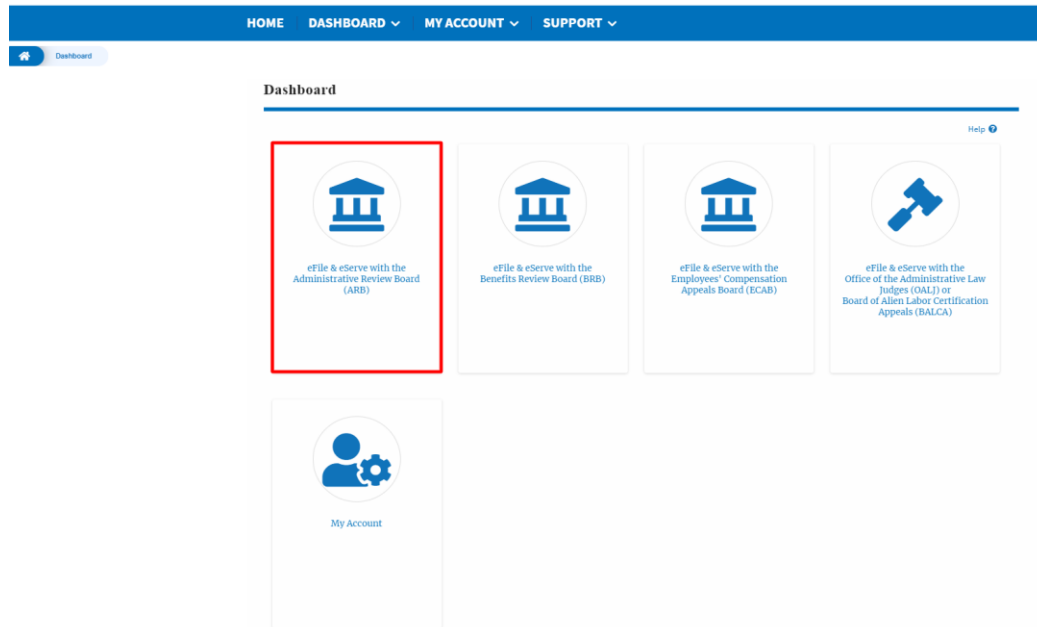 HOME DASHBOARD MY ACCOUNT SUPPORT
Dashboard
Dashboard
Help
eFile & eServe with the
Administrative Review Board
(ARB)
eFile & eServe with the
Benefits Review Board (BRB)
eFile & eServe with the
Employees' Compensation
Appeals Board (ECAB)
eFile & eServe with the
Office of the Administrative Law
Judges (OALJ) or
Board of Alien Labor Certification
Appeals (BALCA)
My Account